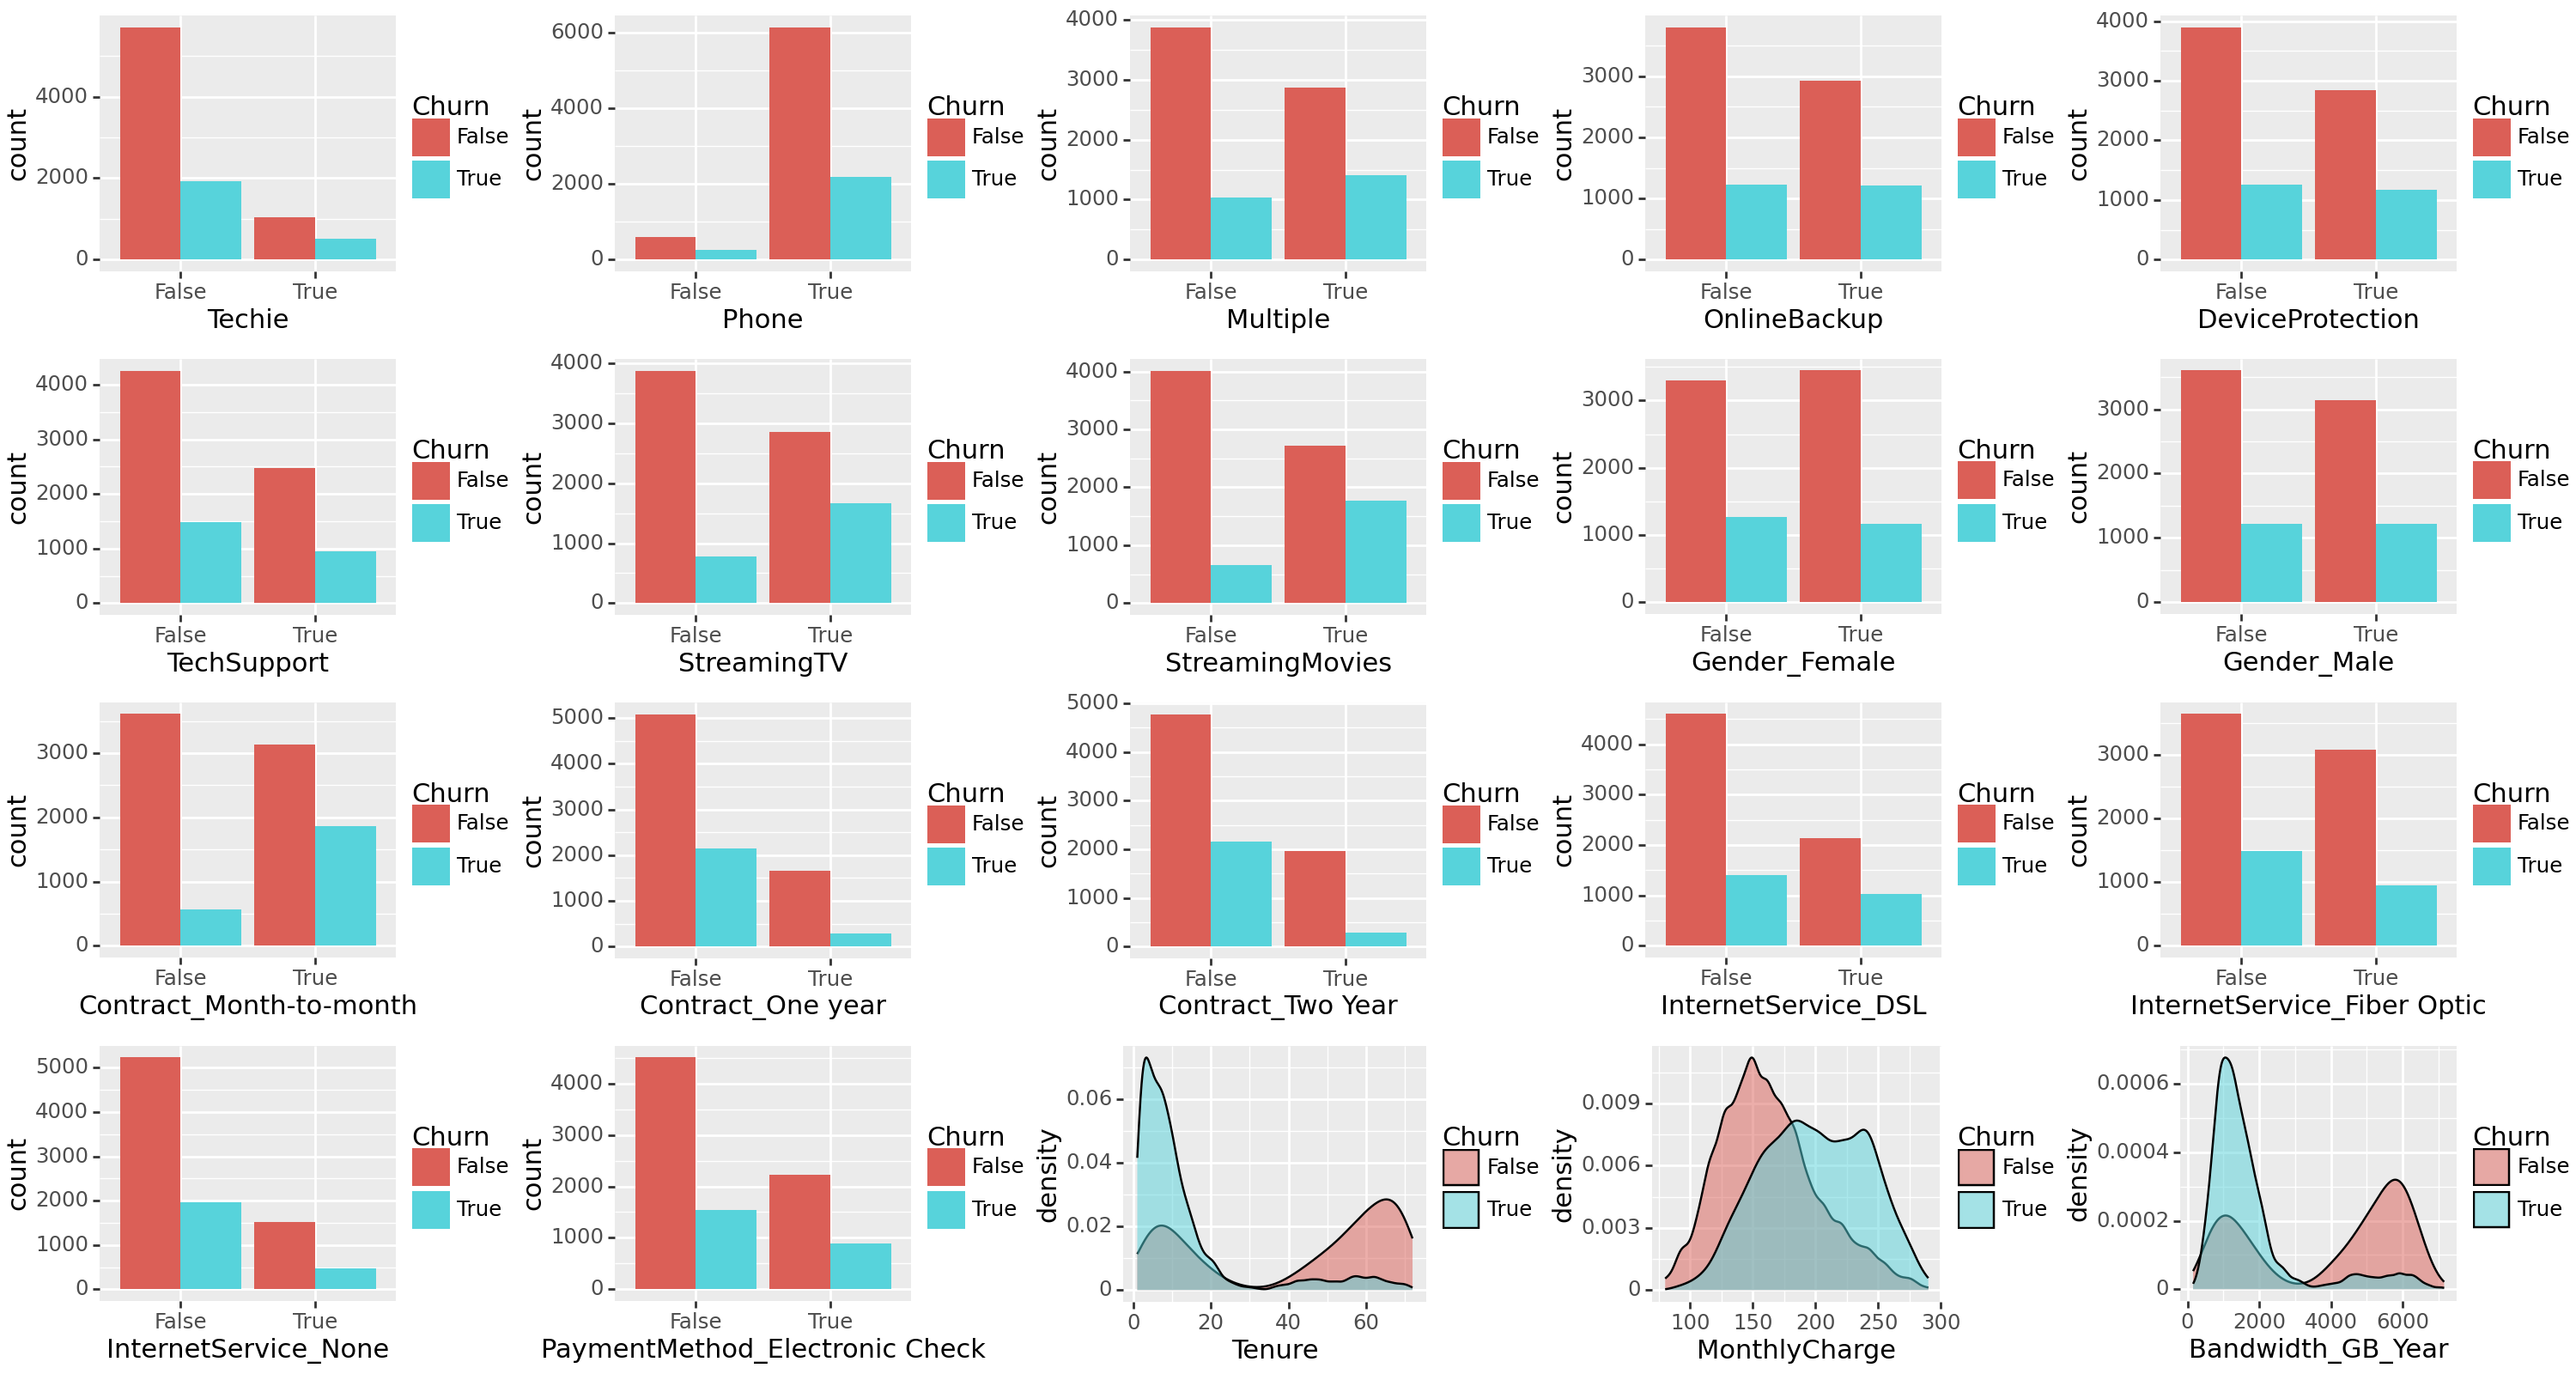 4000
2000
0
count
Churn
False
True
False True
Techie
6000
4000
2000
0
count
Churn
False
True
False True
Phone
4000
3000
2000
1000
0
count
Churn
False
True
False True
Multiple
3000
2000
1000
0
count
Churn
False
True
False True
OnlineBackup
4000
3000
2000
1000
0
count
Churn
False
True
False True
DeviceProtection
4000
3000
2000
1000
0
count
Churn
False
True
False True
TechSupport
4000
3000
2000
1000
0
count
Churn
False
True
False True
StreamingTV
4000
3000
2000
1000
0
count
Churn
False
True
False True
StreamingMovies
3000
2000
1000
0
count
Churn
False
True
False True
Gender_Female
3000
2000
1000
0
count
Churn
False
True
False True
Gender_Male
3000
2000
1000
0
count
Churn
False
True
False True
Contract_Month-to-month
5000
4000
3000
2000
1000
0
count
Churn
False
True
False True
Contract_One year
5000
4000
3000
2000
1000
0
count
Churn
False
True
False True
Contract_Two Year
4000
3000
2000
1000
0
count
Churn
False
True
False True
InternetService_DSL
3000
2000
1000
0
count
Churn
False
True
False True
InternetService_Fiber Optic
5000
4000
3000
2000
1000
0
count
Churn
False
True
False True
InternetService_None
4000
3000
2000
1000
0
count
Churn
False
True
False True
PaymentMethod_Electronic Check
0.06
0.04
0.02
0
density
Churn
False
True
0 20 40 60
Tenure
0.009
0.006
0.003
0
density
Churn
False
True
100 150 200 250 300
MonthlyCharge
0.0006
0.0004
0.0002
0
density
Churn
False
True
0 2000 4000 6000
Bandwidth_GB_Year